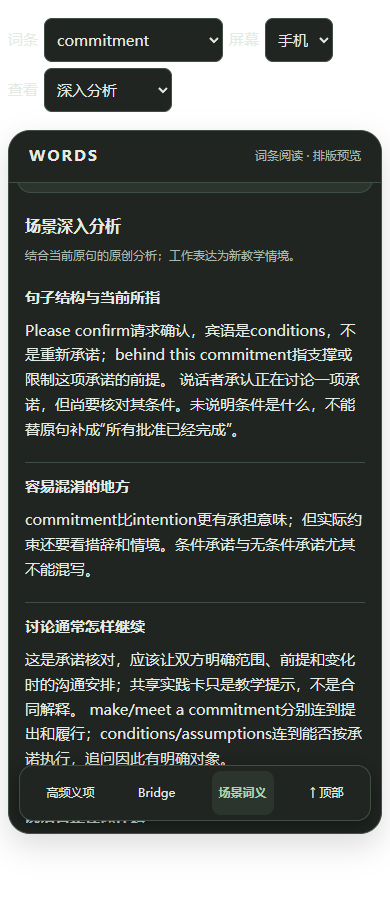 词条 commitment 屏幕 手机
查看 深入分析
WORDS 词条阅读 · 排版预览
场景深入分析
结合当前原句的原创分析；工作表达为新教学情境。
句子结构与当前所指
Please confirm请求确认，宾语是conditions，不
是重新承诺；behind this commitment指支撑或
限制这项承诺的前提。 说话者承认正在讨论一项承
诺，但尚要核对其条件。未说明条件是什么，不能
替原句补成“所有批准已经完成”。
容易混淆的地方
commitment比intention更有承担意味；但实际约
束还要看措辞和情境。条件承诺与无条件承诺尤其
不能混写。
讨论通常怎样继续
这是承诺核对，应该让双方明确范围、前提和变化
时的沟通安排；共享实践卡只是教学提示，不是合
同解释。 make/meet a commitment分别连到提
出和履行；conditions/assumptions连到能否按承
诺执行，追问因此有明确对象。
高频义项 Bridge 场景词义 ↑顶部